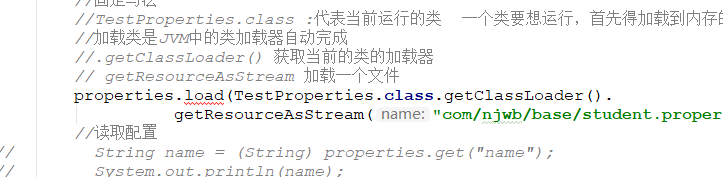 //固定写法
//TestProperties.class :代表当前运行的类 一个类要想运行，首先得加载到内存的
//加载类是JVM中的类加载器自动完成
//.getClassLoader() 获取当前的类的加载器
// getResourceAsStream 加载一个文件
properties.load(TestProperties.class.getClassLoader().
getResourceAsStream( name: "com/njwb/base/student.proper
//读取配置
// String name = (String) properties.get("name");
// System.out.println(name);